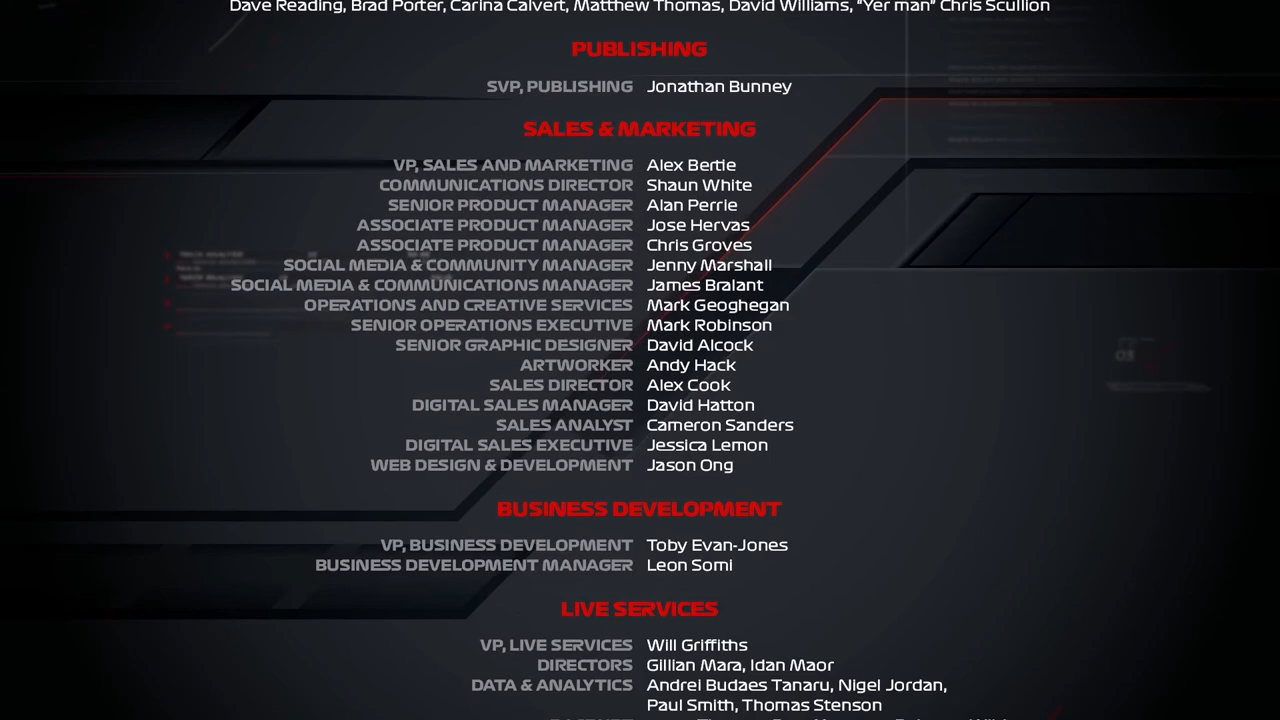 Dave Reading, Brad Porter, Carina Calvert, Matthew Thomas, David Williams, "Yer man" Chris Scullion
PUBLISHING
SVP, PUBLISHING Jonathan Bunney
SALES & MARKETING
VP, SALES AND MARKETING Alex Bertie
COMMUNICATIONS DIRECTOR Shaun White
SENIOR PRODUCT MANAGER Alan Perrie
ASSOCIATE PRODUCT MANAGER Jose Hervas
ASSOCIATE PRODUCT MANAGER Chris Groves
SOCIAL MEDIA & COMMUNITY MANAGER Jenny Marshall
SOCIAL MEDIA & COMMUNICATIONS MANAGER James Bralant
OPERATIONS AND CREATIVE SERVICES Mark Geoghegan
SENIOR OPERATIONS EXECUTIVE Mark Robinson
SENIOR GRAPHIC DESIGNER David Alcock
ARTWORKER Andy Hack
SALES DIRECTOR Alex Cook
DIGITAL SALES MANAGER David Hatton
SALES ANALYST Cameron Sanders
DIGITAL SALES EXECUTIVE Jessica Lemon
WEB DESIGN & DEVELOPMENT Jason Ong
BUSINESS DEVELOPMENT
VP, BUSINESS DEVELOPMENT Toby Evan-Jones
BUSINESS DEVELOPMENT MANAGER Leon Somi
LIVE SERVICES
VP, LIVE SERVICES Will Griffiths
DIRECTORS Gillian Mara, Idan Maor
DATA & ANALYTICS Andrei Budaes Tanaru, Nigel Jordan,
Paul Smith, Thomas Stenson
03